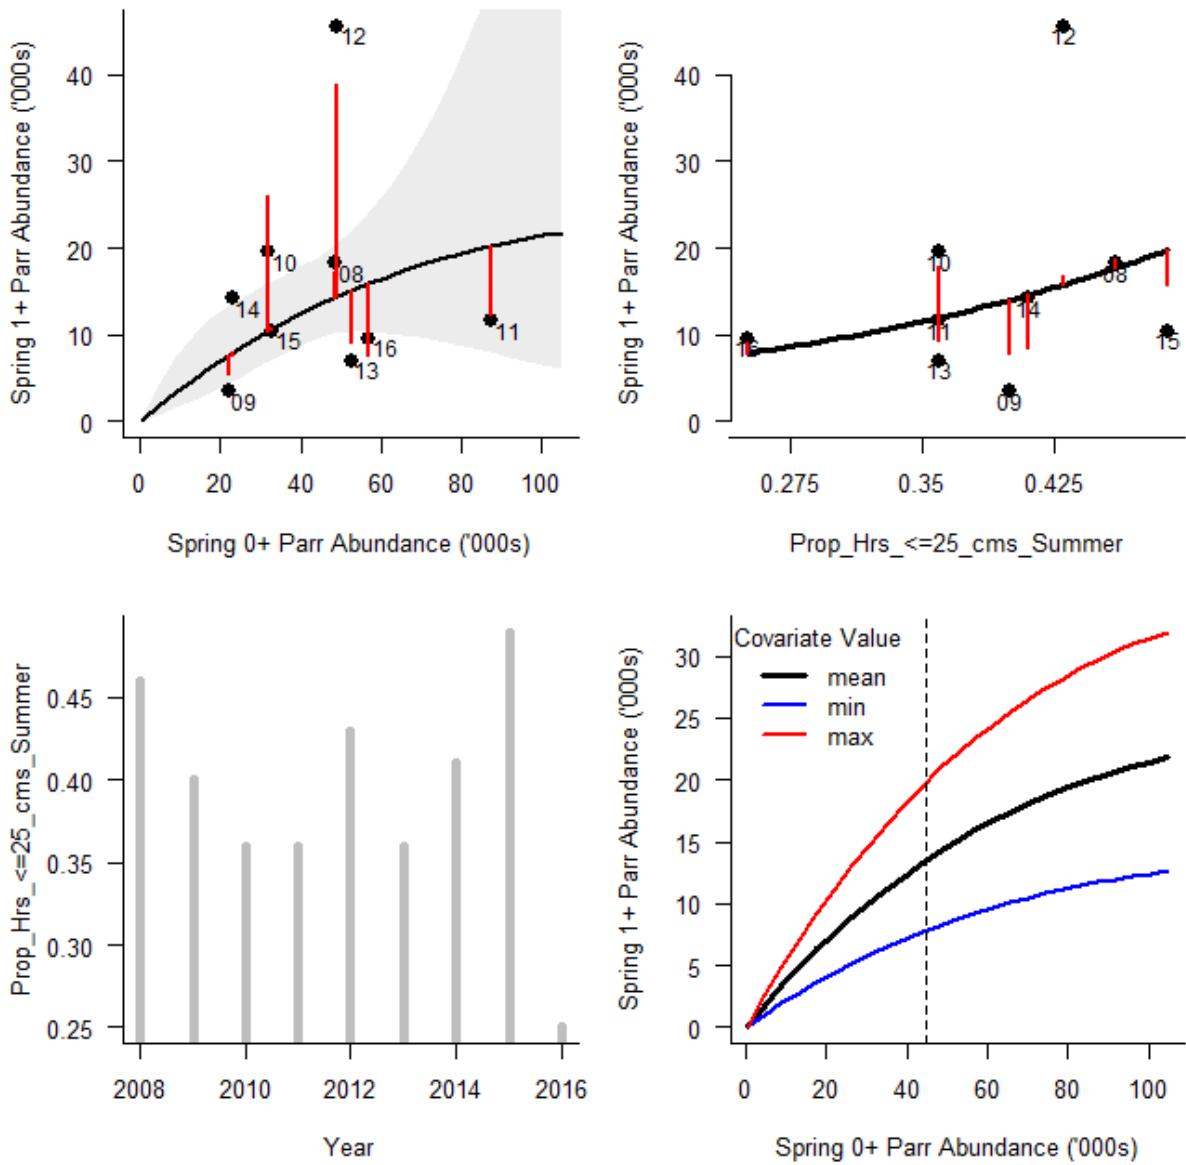 Spring 1+ Parr Abundance ('000s)
40
30
20
10
0
12
10
08
14
15
11
16
13
09
0 20 40 60 80 100
Spring 0+ Parr Abundance ('000s)
Spring 1+ Parr Abundance ('000s)
40
30
20
10
0
12
10
08
14
11
16
15
13
09
0.275 0.35 0.425
Prop_Hrs_<=25_cms_Summer
Prop_Hrs_<=25_cms_Summer
0.45
0.40
0.35
0.30
0.25
2008 2010 2012 2014 2016
Year
Spring 1+ Parr Abundance ('000s)
30
25
20
15
10
5
0
Covariate Value
mean
min
max
0 20 40 60 80 100
Spring 0+ Parr Abundance ('000s)